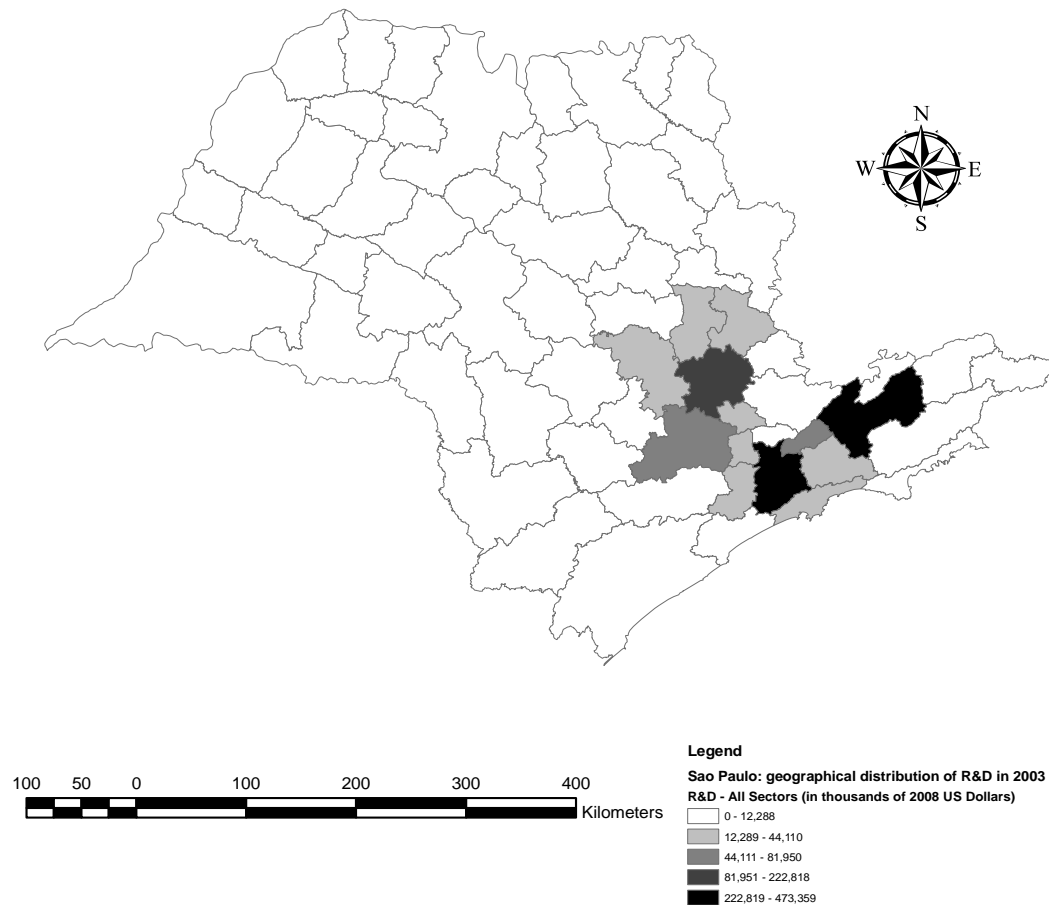 N
W E
S
100 50 0 100 200 300 400
Kilometers
Legend
Sao Paulo: geographical distribution of R&D in 2003
R&D - All Sectors (in thousands of 2008 US Dollars)
0 - 12,288
12,289 - 44,110
44,111 - 81,950
81,951 - 222,818
222,819 - 473,359